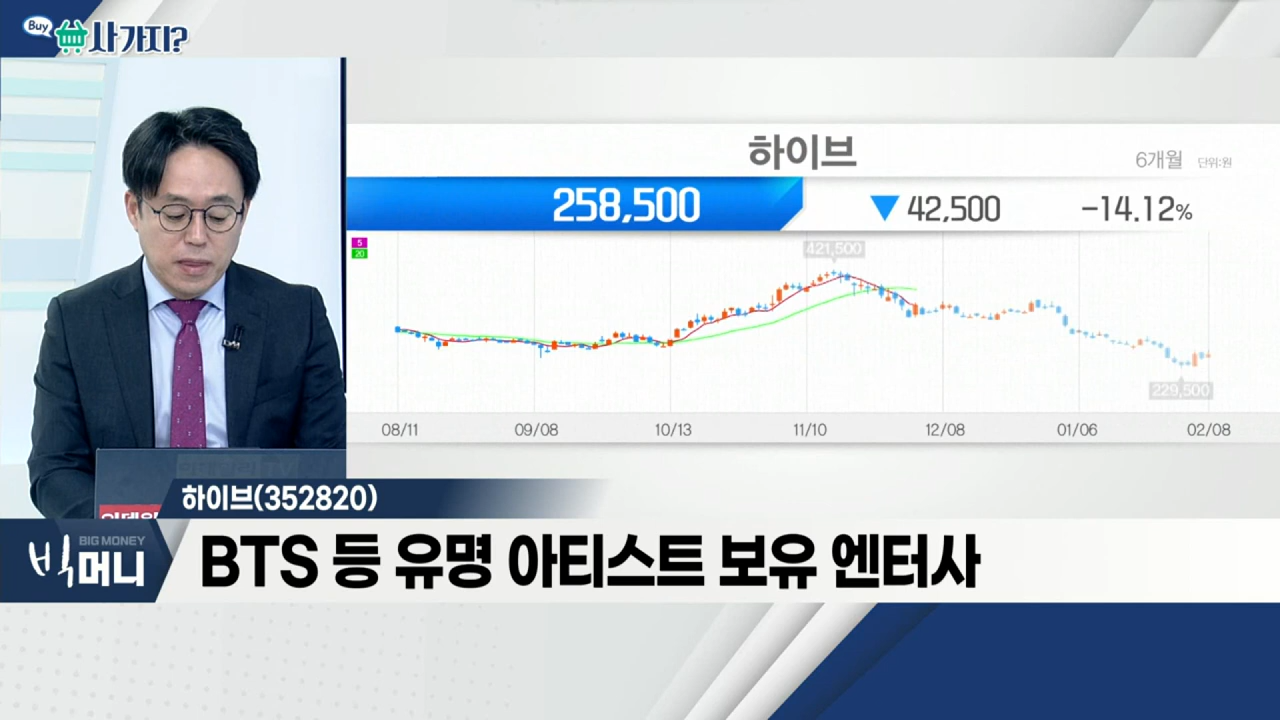 Buy
사가지?
하이브
6개월 단위:원
258,500 ▼42,500 -14.12%
5
20
421,500
229,500
08/11 09/08 10/13 11/10 12/08 01/06 02/08
하이브(352820)
BIG MONEY
빅머니
BTS 등 유명 아티스트 보유 엔터사